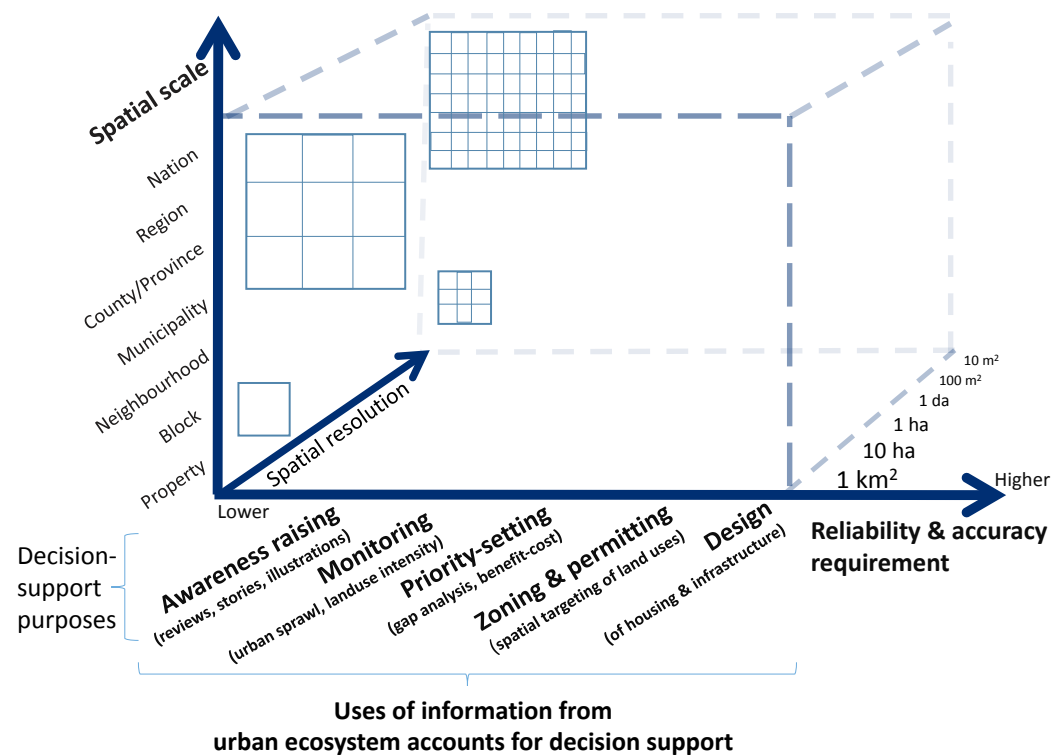 Spatial scale
Nation
Region
County/Province
Municipality
Neighbourhood
Block
Property
Spatial resolution
10 m²
100 m²
1 da
1 ha
10 ha
1 km²
Lower
Higher
Reliability & accuracy
requirement
Decision-
support
purposes
Awareness raising
(reviews, stories, illustrations)
Monitoring
(urban sprawl, landuse intensity)
Priority-setting
(gap analysis, benefit-cost)
Zoning & permitting
(spatial targeting of land uses)
Design
(of housing & infrastructure)
Uses of information from
urban ecosystem accounts for decision support